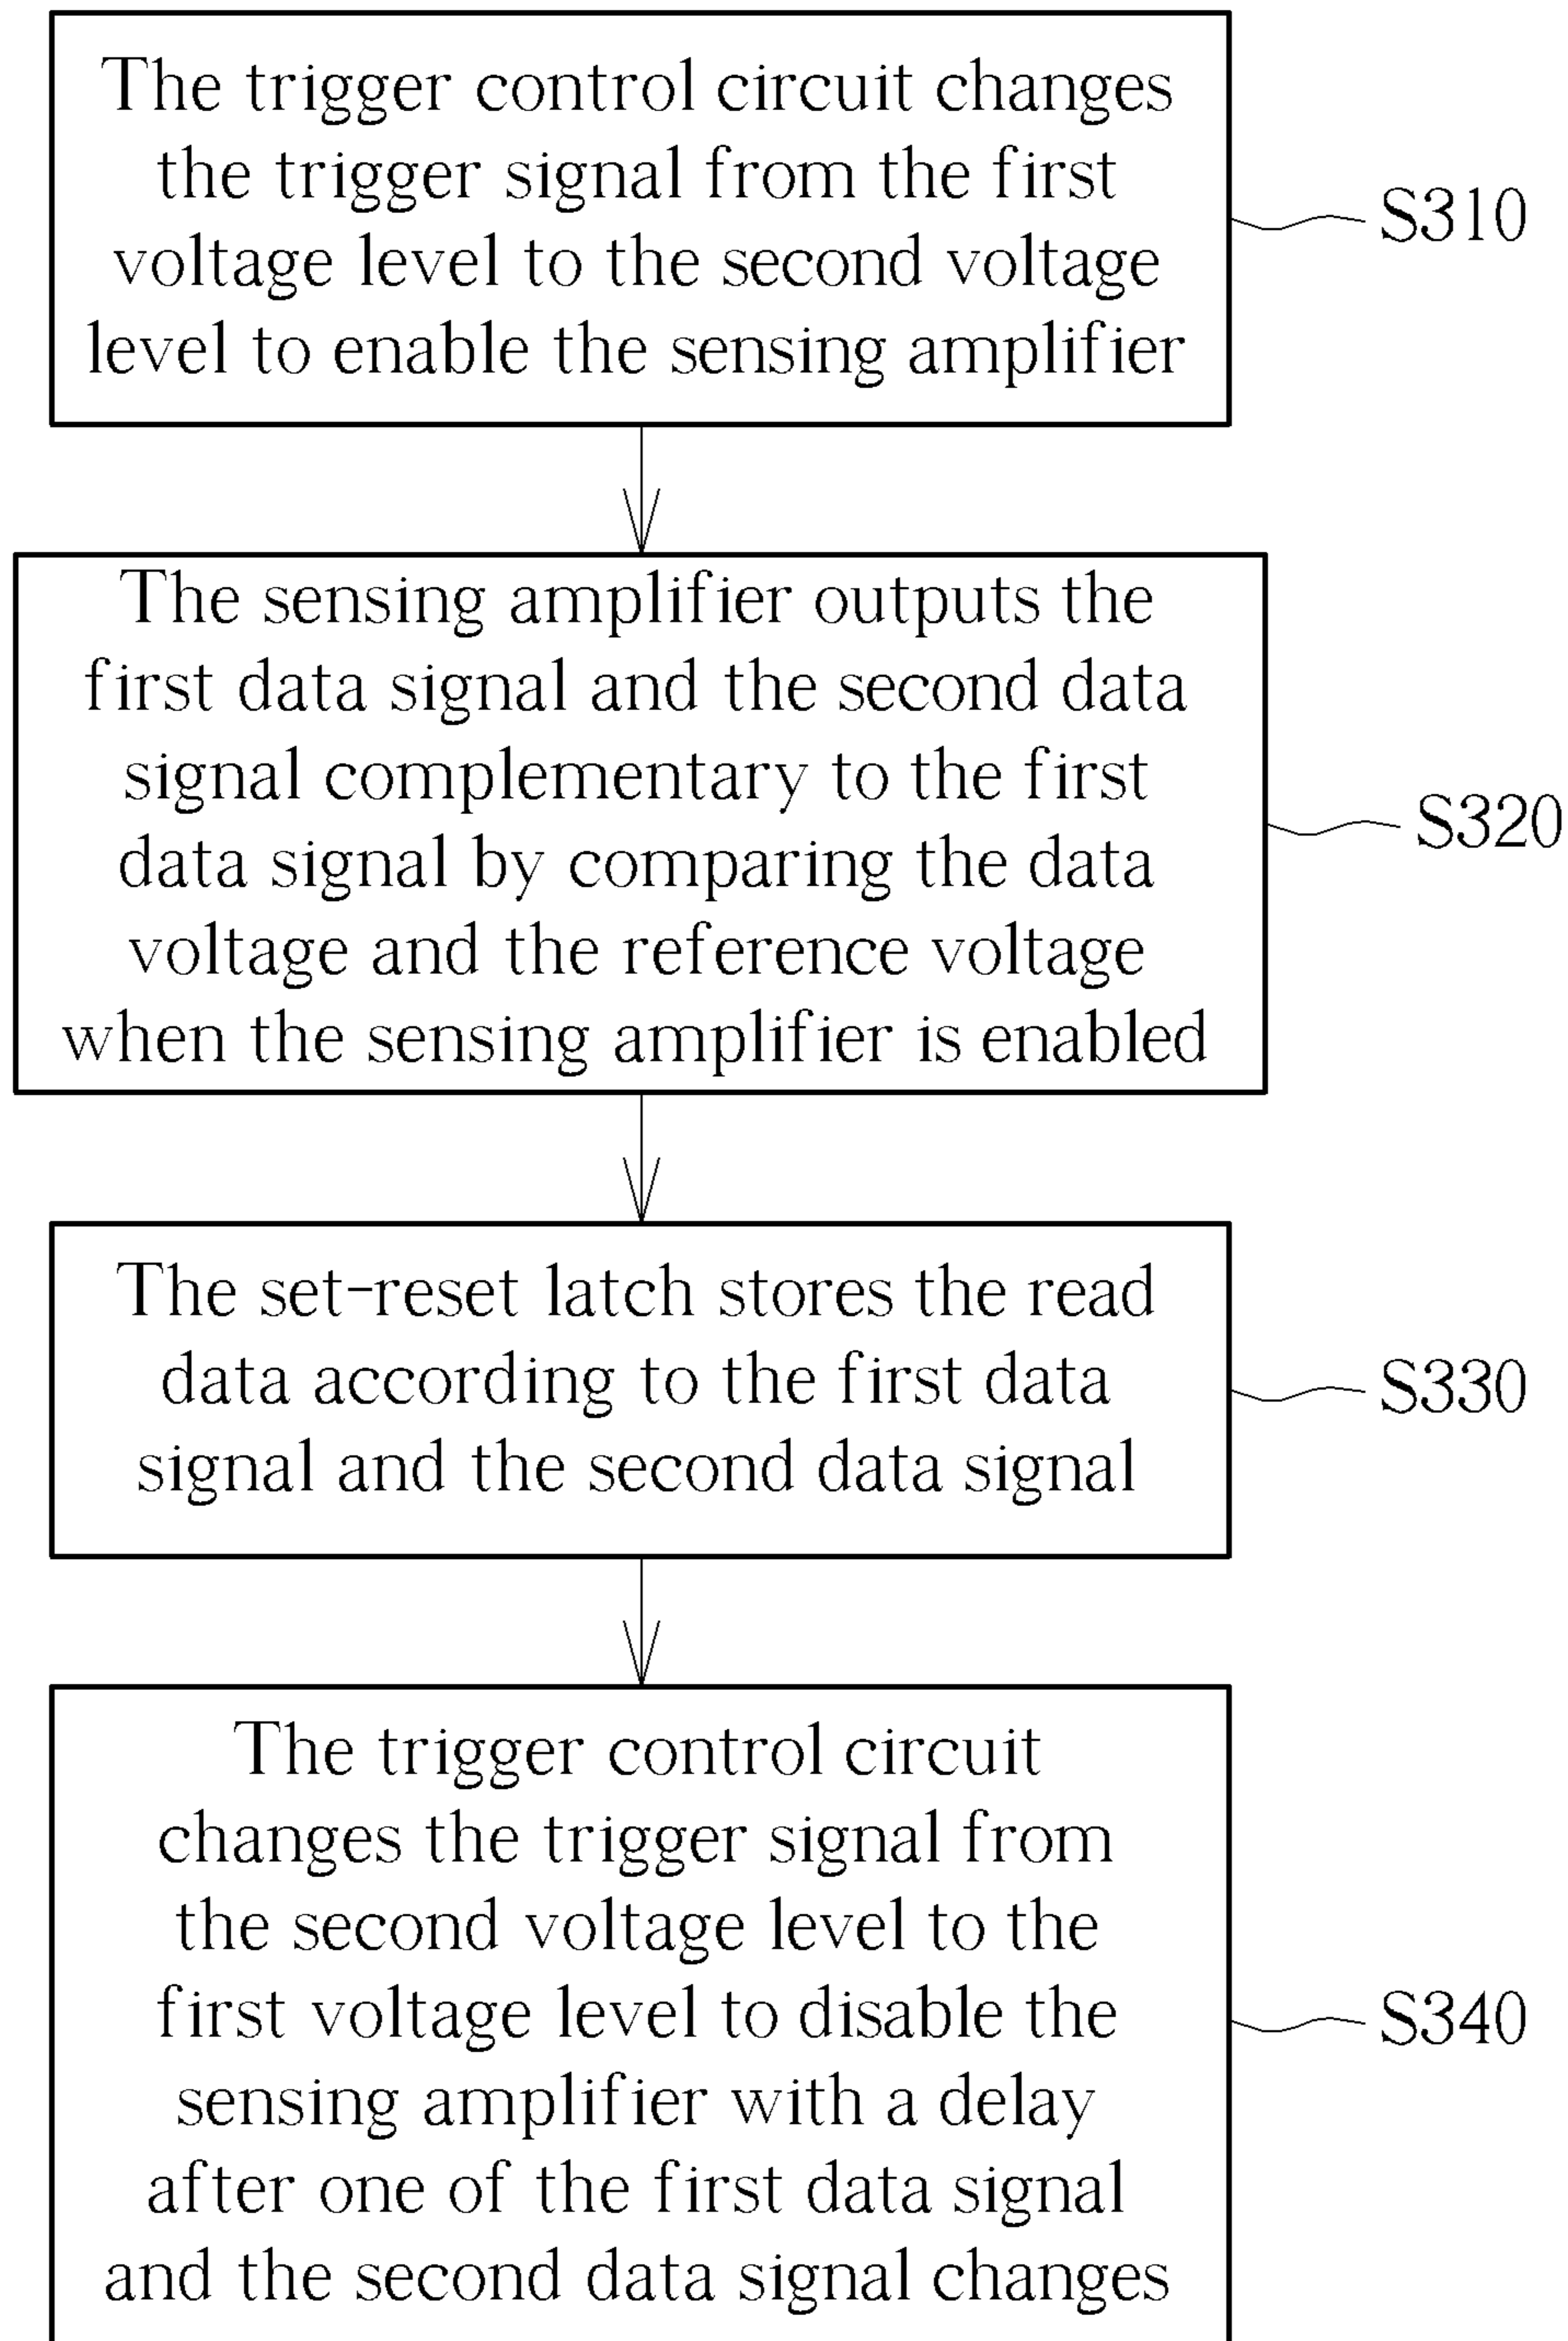 The trigger control circuit changes
the trigger signal from the first
voltage level to the second voltage
level to enable the sensing amplifier
S310
The sensing amplifier outputs the
first data signal and the second data
signal complementary to the first
data signal by comparing the data
voltage and the reference voltage
when the sensing amplifier is enabled
S320
The set-reset latch stores the read
data according to the first data
signal and the second data signal
S330
The trigger control circuit
changes the trigger signal from
the second voltage level to the
first voltage level to disable the
sensing amplifier with a delay
after one of the first data signal
and the second data signal changes
S340